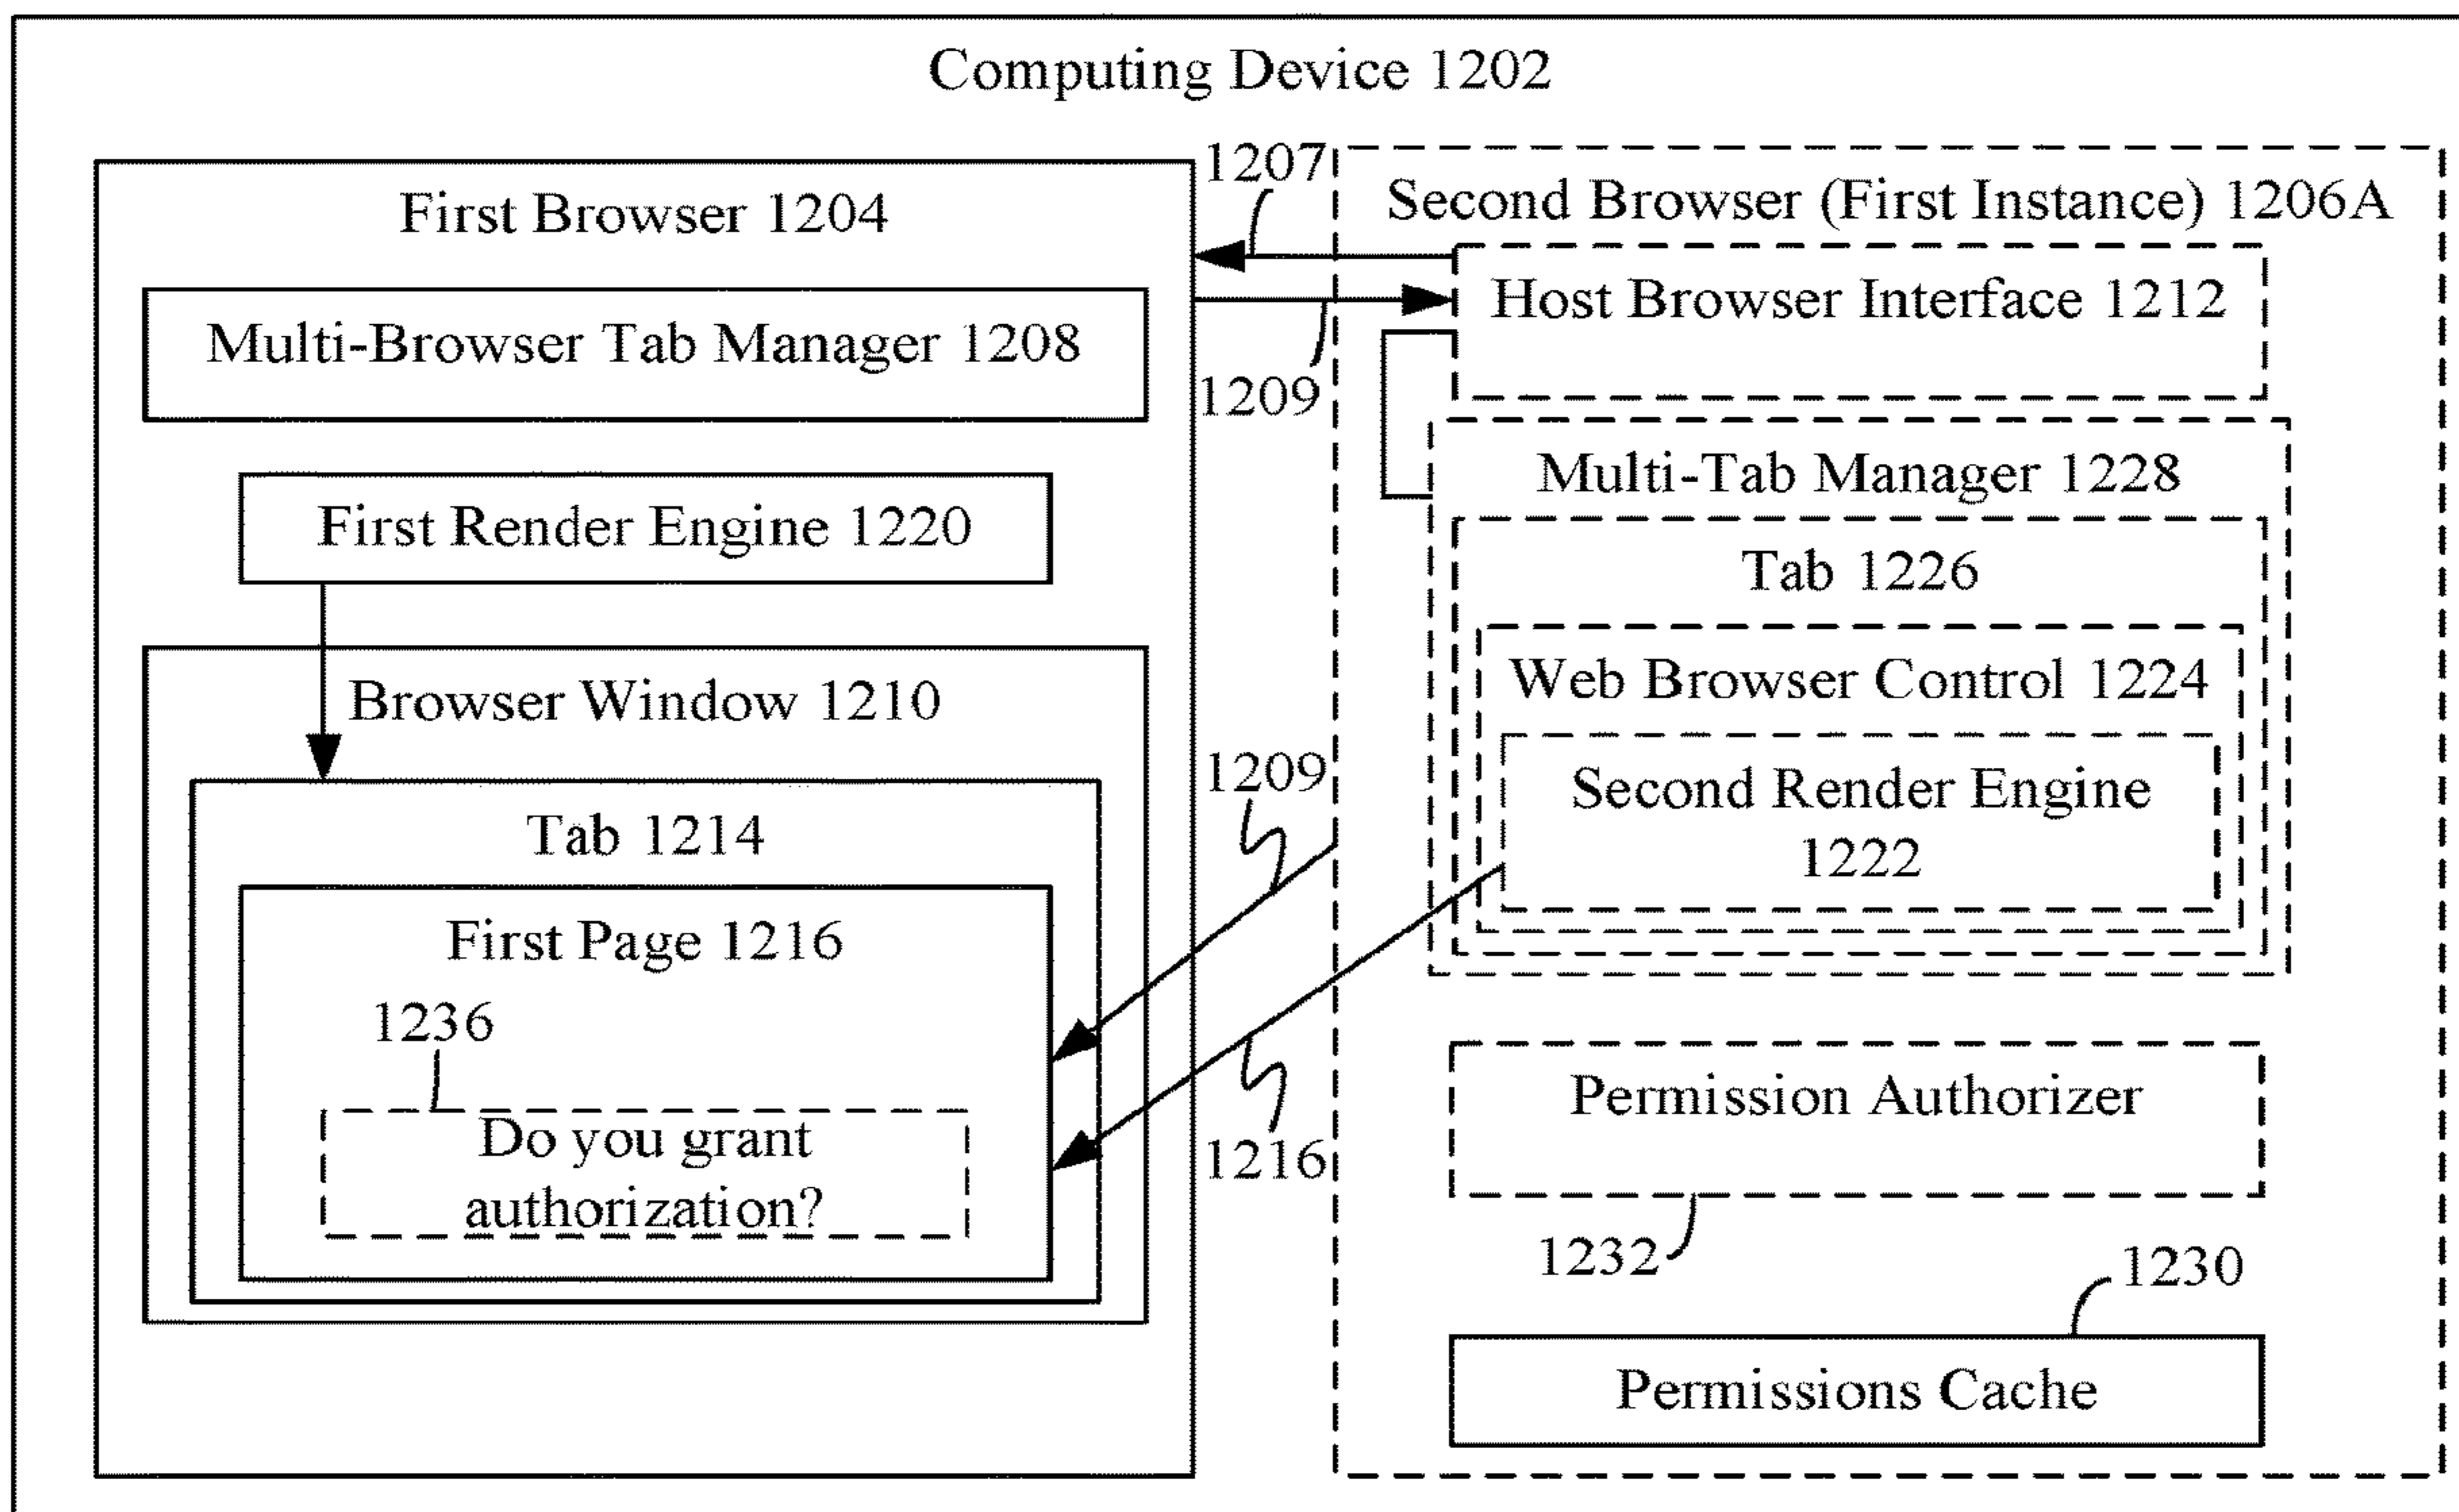 Computing Device 1202
First Browser 1204
Multi-Browser Tab Manager 1208
First Render Engine 1220
Browser Window 1210
Tab 1214
First Page 1216
1236
Do you grant
authorization?
1207
1209
1209
1216
Second Browser (First Instance) 1206A
Host Browser Interface 1212
Multi-Tab Manager 1228
Tab 1226
Web Browser Control 1224
Second Render Engine
1222
Permission Authorizer
1232
1230
Permissions Cache